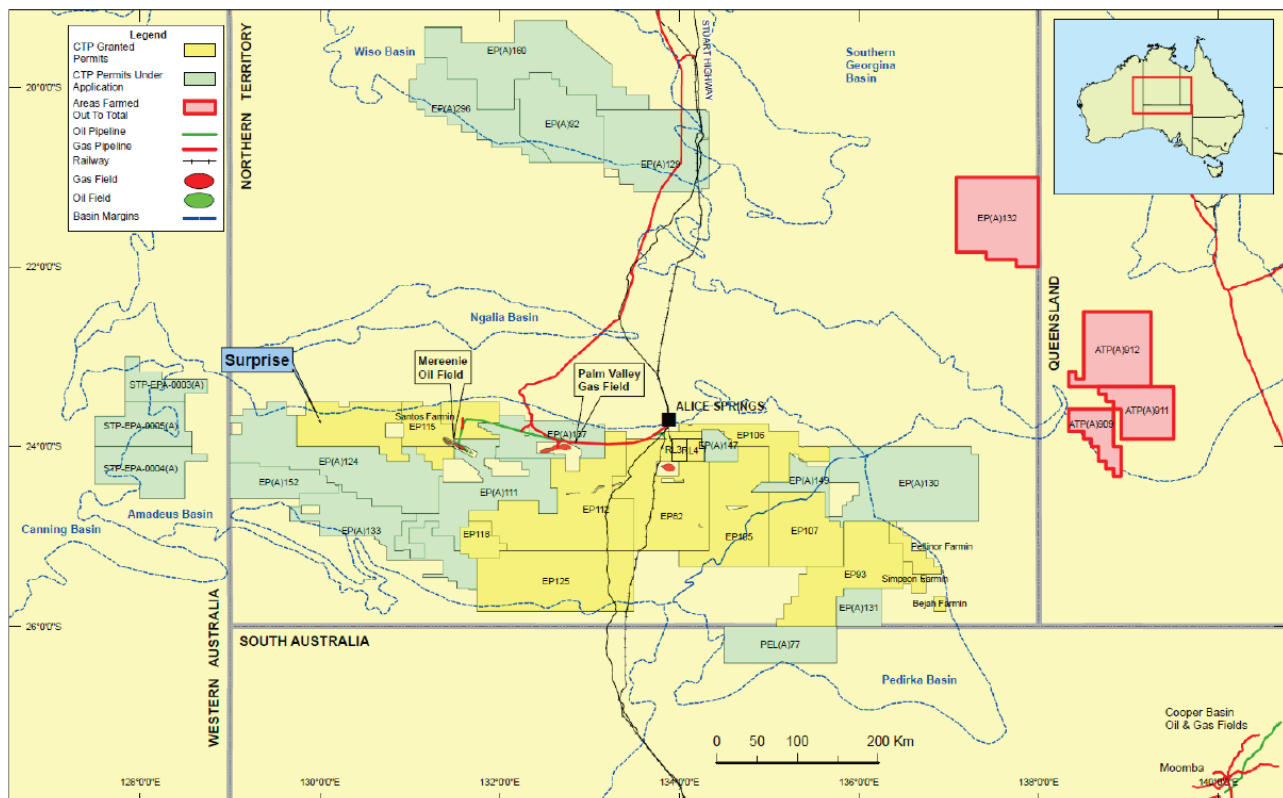 Legend
CTP Granted
Permits
CTP Permits Under
Application
Areas Farmed
Out To Total
Oil Pipeline
Gas Pipeline
Railway
Gas Field
Oil Field
Basin Margins
NORTHERN TERRITORY
Wiso Basin
EP(A)160
STUART HIGHWAY
Southern
Georgina
Basin
20°0'0"S
EP(A)296
EP(A)92
EP(A)129
EP(A)132
22°0'0"S
QUEENSLAND
Ngalia Basin
ATP(A)912
Surprise
Mereenie
Oil Field
Palm Valley
Gas Field
STP-EPA-0003(A)
ALICE SPRINGS
ATP(A)911
ATP(A)909
Santos Farmin
EP115
STP-EPA-0005(A)
EP(A)137
EP106
24°0'0"S
EP(A)147
RL3
RL4
STP-EPA-0004(A)
EP(A)124
EP(A)152
EP(A)111
EP(A)149
EP(A)130
Amadeus Basin
Canning Basin
EP(A)133
EP112
EP82
EP118
EP105
EP107
Pellinor Farmin
EP125
EP93
Simpson Farmin
EP(A)131
Bejah Farmin
26°0'0"S
WESTERN AUSTRALIA
SOUTH AUSTRALIA
PEL(A)77
Pedirka Basin
Cooper Basin
Oil & Gas Fields
0 50 100 200 Km
Moomba
128°0'0"E
130°0'0"E
132°0'0"E
134°0'0"E
136°0'0"E
138°0'0"E
140°0'0"E